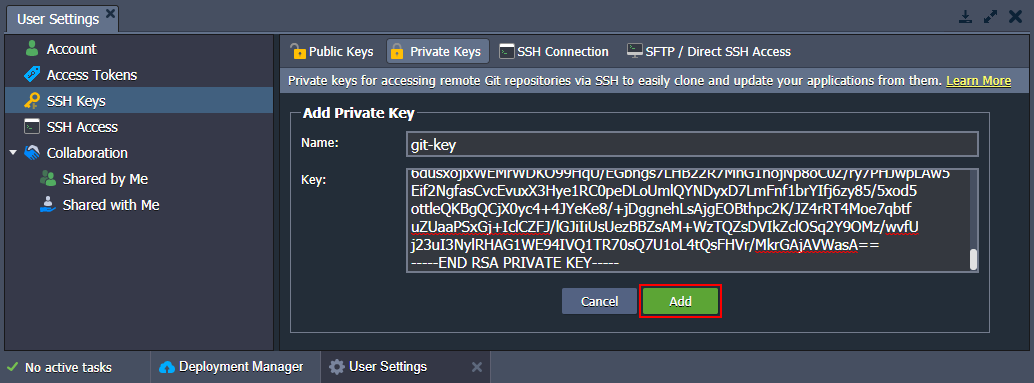 User Settings
Account
Access Tokens
SSH Keys
SSH Access
Collaboration
Shared by Me
Shared with Me
Public Keys
Private Keys
SSH Connection
SFTP / Direct SSH Access
Private keys for accessing remote Git repositories via SSH to easily clone and update your applications from them. Learn More
Add Private Key
Name:
git-key
Key:
Eif2NgfasCvcEvuxX3Hye1RC0peDLoUmlQYNDyxD7LmFnf1brYIfj6zy85/5xod5
ottleQKBgQCjX0yc4+4JYeKe8/+jDggnehLsAjgEOBthpc2K/JZ4rRT4Moe7qbtf
uZUaaPSxGj+IclCZFJ/lGJiIiUsUezBBZsAM+WzTQZsDVIkZclOSq2Y9OMz/wvfU
j23uI3NylRHAG1WE94IVQ1TR70sQ7U1oL4tQsFHVr/MkrGAjAVWasA==
-----END RSA PRIVATE KEY-----
Cancel
Add
No active tasks
Deployment Manager
User Settings